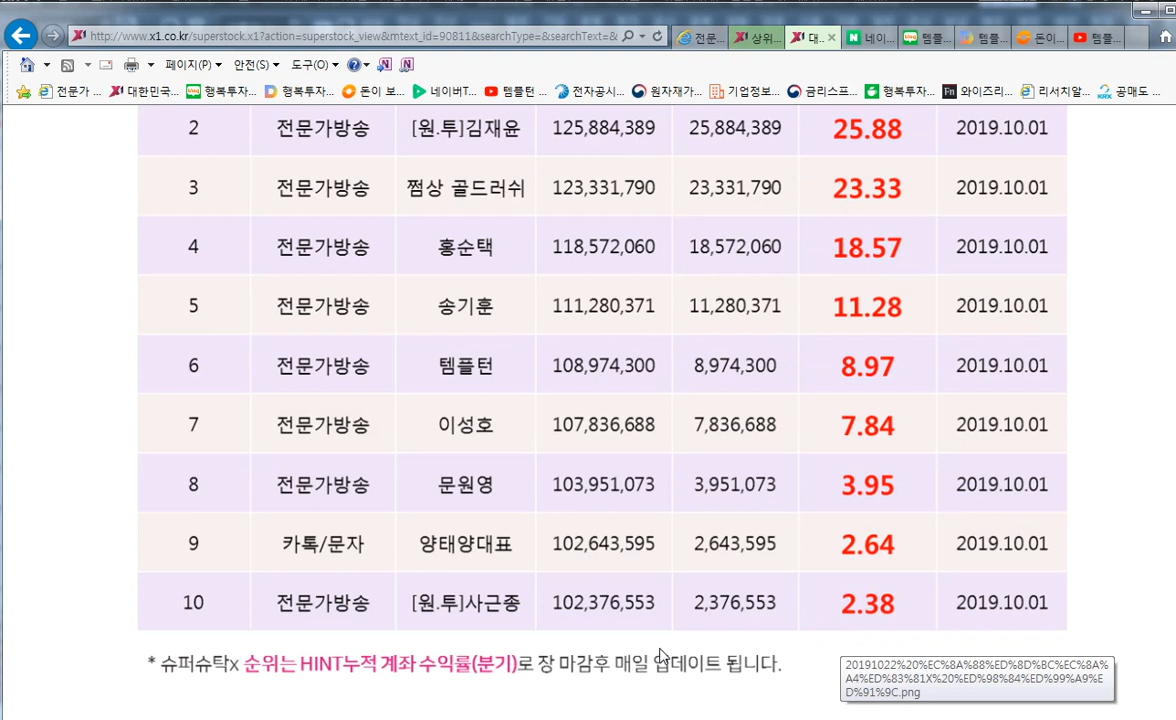 http://www.x1.co.kr/superstock.x1?action=superstock_view&mtext_id=90811&searchType=&searchText=&
전문...
상위...
대...
네이...
템플...
템플...
돈이...
템플...
페이지(P)
안전(S)
도구(O)
전문가 ...
대한민국...
행복투자...
행복투자...
돈이 보...
네이버T...
템플턴 ...
전자공시...
원자재가...
기업정보...
금리스프...
행복투자...
와이즈리...
리서치알...
공매도 ...
2 전문가방송 [원.투]김재윤 125,884,389 25,884,389 25.88 2019.10.01
3 전문가방송 쩜상 골드러쉬 123,331,790 23,331,790 23.33 2019.10.01
4 전문가방송 홍순택 118,572,060 18,572,060 18.57 2019.10.01
5 전문가방송 송기훈 111,280,371 11,280,371 11.28 2019.10.01
6 전문가방송 템플턴 108,974,300 8,974,300 8.97 2019.10.01
7 전문가방송 이성호 107,836,688 7,836,688 7.84 2019.10.01
8 전문가방송 문원영 103,951,073 3,951,073 3.95 2019.10.01
9 카톡/문자 양태양대표 102,643,595 2,643,595 2.64 2019.10.01
10 전문가방송 [원.투]사근종 102,376,553 2,376,553 2.38 2019.10.01
* 슈퍼슈탁x 순위는 HINT누적 계좌 수익률(분기)로 장 마감후 매일 업데이트 됩니다.
20191022%20%EC%8A%88%ED%8D%BC%EC%8A%
A4%ED%83%81X%20%ED%98%84%ED%99%A9%E
D%91%9C.png